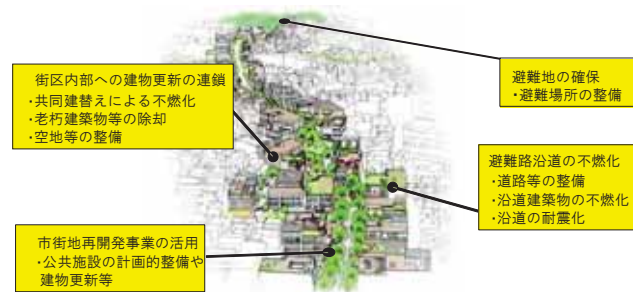 街区内部への建物更新の連鎖
・共同建替えによる不燃化
・老朽建築物等の除却
・空地等の整備
避難地の確保
・避難場所の整備
避難路沿道の不燃化
・道路等の整備
・沿道建築物の不燃化
・沿道の耐震化
市街地再開発事業の活用
・公共施設の計画的整備や
建物更新等